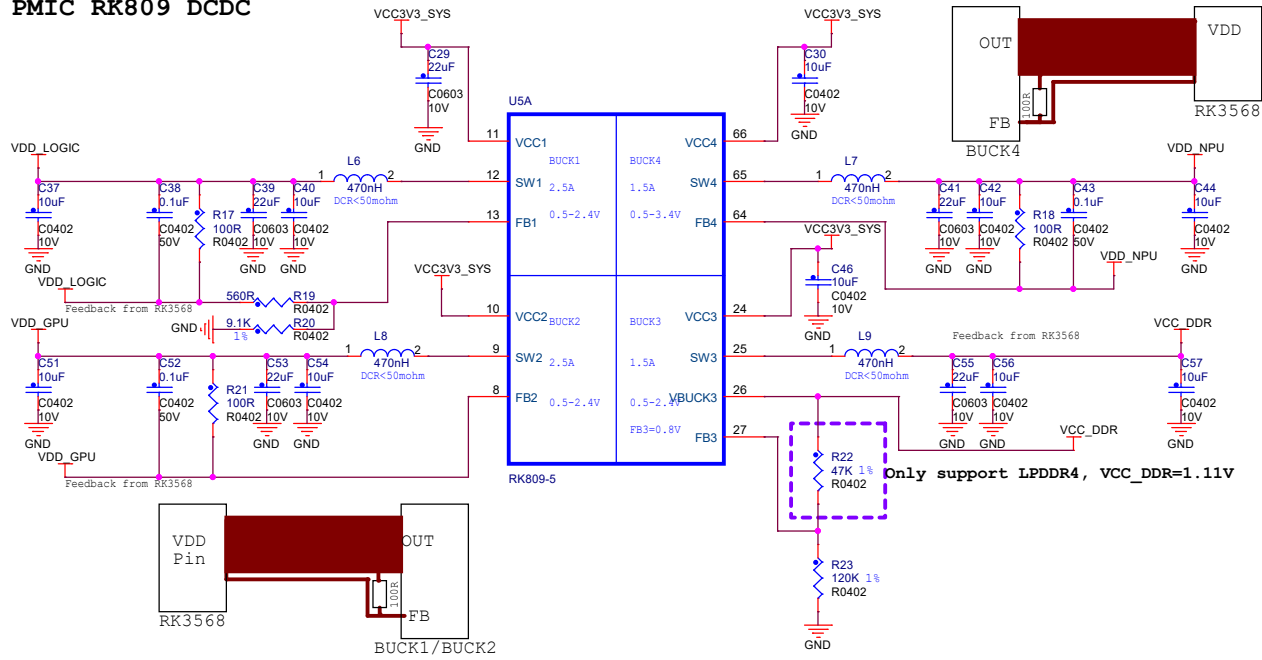 PMIC RK809 DCDC
VCC3V3_SYS
C29
22uF
C0603
10V
GND
VCC3V3_SYS
C30
10uF
C0402
10V
GND
OUT
VDD
100R
FB
RK3568
BUCK4
U5A
11
VCC1
BUCK1
2.5A
0.5-2.4V
12
SW1
13
FB1
VCC4
66
BUCK4
1.5A
0.5-3.4V
SW4
65
FB4
64
VDD_LOGIC
C37
10uF
C0402
10V
GND
C38
0.1uF
C0402
50V
R17
100R
R0402
C39
22uF
C0603
10V
GND
C40
10uF
C0402
10V
GND
1
L6
2
470nH
DCR<50mohm
VDD_LOGIC
Feedback from RK3568
560R
R19
R0402
GND
9.1K
1%
R20
R0402
1
L7
2
470nH
DCR<50mohm
C41
22uF
C0603
10V
GND
C42
10uF
C0402
10V
GND
R18
100R
R0402
C43
0.1uF
C0402
50V
VDD_NPU
C44
10uF
C0402
10V
GND
VDD_NPU
VCC3V3_SYS
C46
10uF
C0402
10V
GND
VCC3V3_SYS
10
VCC2
BUCK2
2.5A
0.5-2.4V
9
SW2
8
FB2
BUCK3
1.5A
0.5-2.4V
FB3=0.8V
VCC3
24
SW3
25
VBUCK3
26
FB3
27
RK809-5
VDD_GPU
C51
10uF
C0402
10V
GND
C52
0.1uF
C0402
50V
R21
100R
R0402
C53
22uF
C0603
10V
GND
C54
10uF
C0402
10V
GND
1
L8
2
470nH
DCR<50mohm
VDD_GPU
Feedback from RK3568
1
L9
2
470nH
DCR<50mohm
Feedback from RK3568
VCC_DDR
C55
22uF
C0603
10V
GND
C56
10uF
C0402
10V
GND
C57
10uF
C0402
10V
GND
VCC_DDR
R22
47K 1%
R0402
Only support LPDDR4, VCC_DDR=1.11V
R23
120K 1%
R0402
GND
VDD
Pin
OUT
100R
FB
RK3568
BUCK1/BUCK2